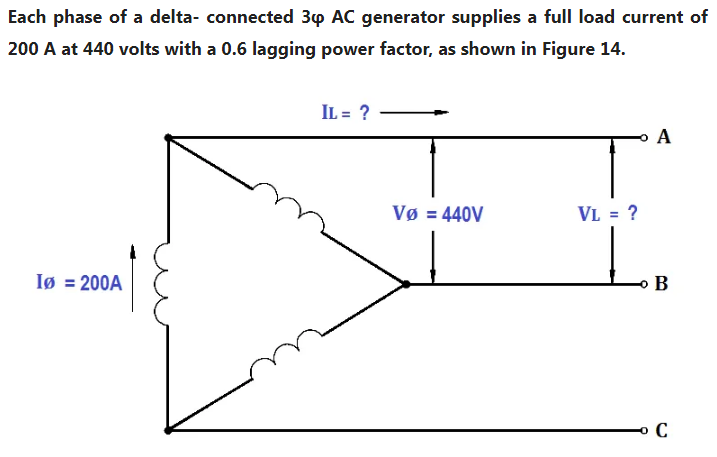 Each phase of a delta- connected 3φ AC generator supplies a full load current of
200 A at 440 volts with a 0.6 lagging power factor, as shown in Figure 14.
IL = ?
A
Vø = 440V
VL = ?
Iø = 200A
B
C